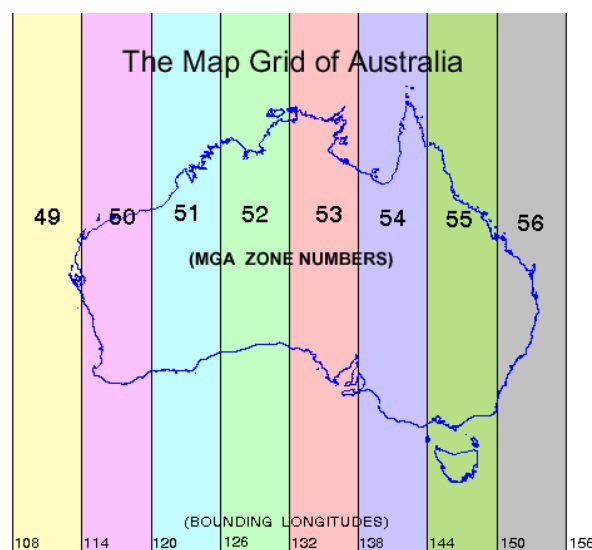 The Map Grid of Australia
49 50 51 52 53 54 55 56
(MGA ZONE NUMBERS)
(BOUNDING LONGITUDES)
108 114 120 126 132 138 144 150 156